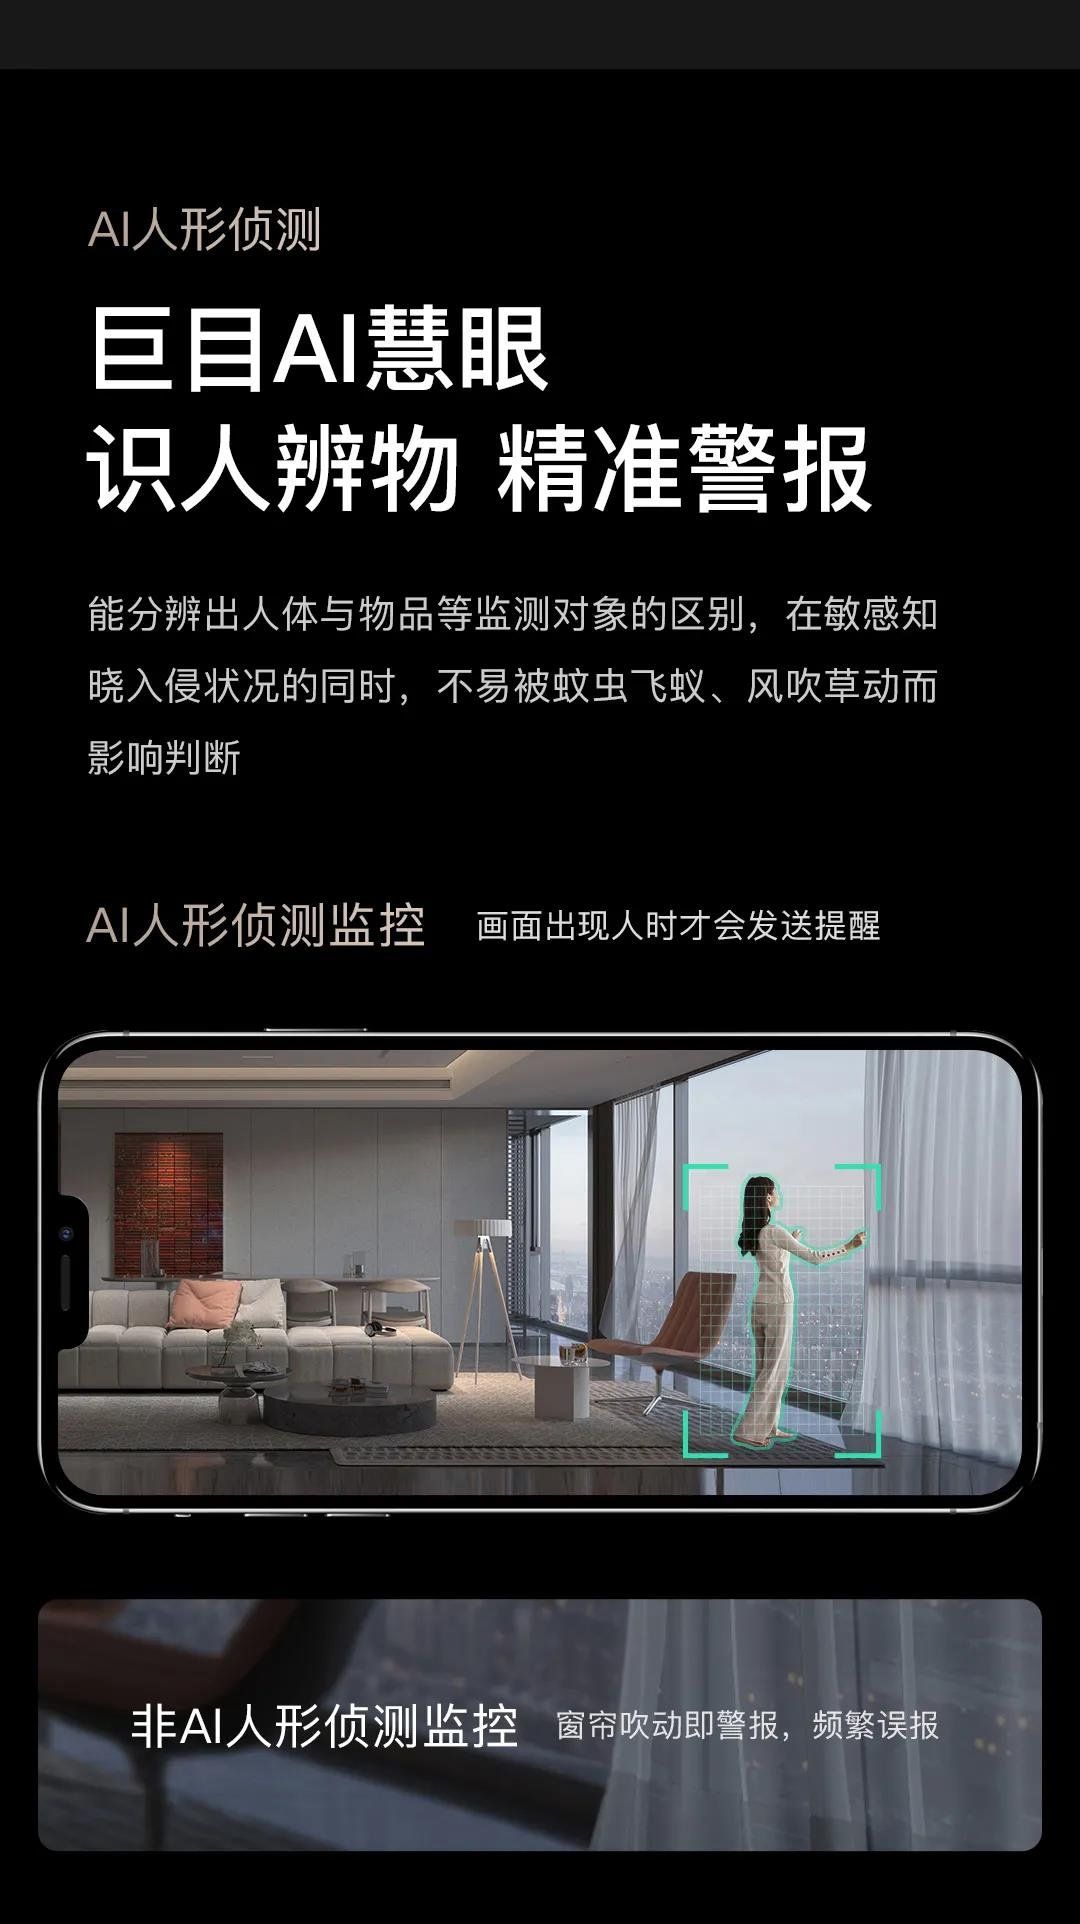 AI人形侦测
巨目AI慧眼
识人辨物 精准警报
能分辨出人体与物品等监测对象的区别，在敏感知
晓入侵状况的同时，不易被蚊虫飞蚁、风吹草动而
影响判断
AI人形侦测监控 画面出现人时才会发送提醒
非AI人形侦测监控 窗帘吹动即警报，频繁误报